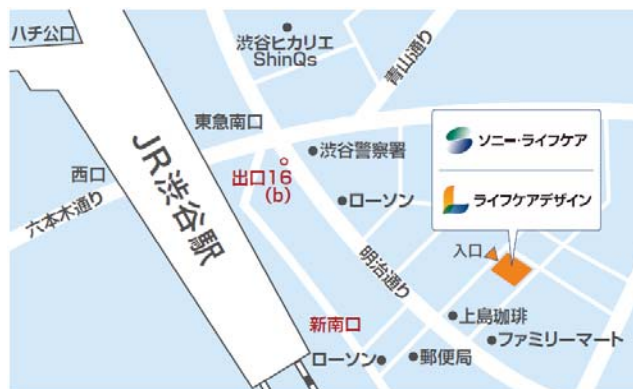 ハチ公口
渋谷ヒカリエ
ShinQs
青山通り
東急南口
渋谷警察署
ソニー・ライフケア
西口
JR渋谷駅
出口16
(b)
ローソン
ライフケアデザイン
六本木通り
明治通り
入口
新南口
上島珈琲
ファミリーマート
ローソン
郵便局